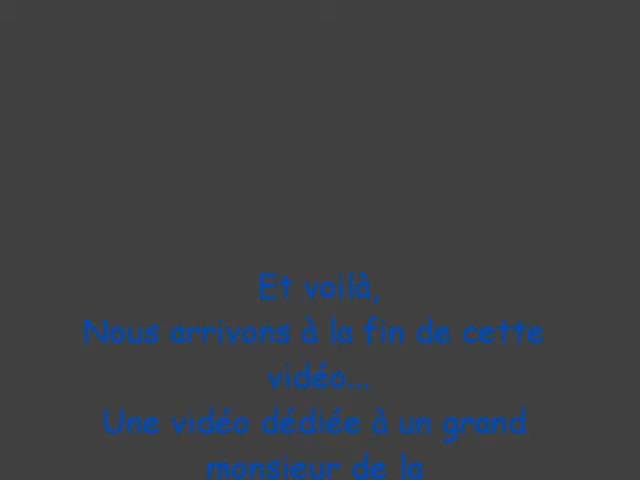 Et voilà,
Nous arrivons à la fin de cette
vidéo...
Une vidéo dédiée à un grand
monsieur de la